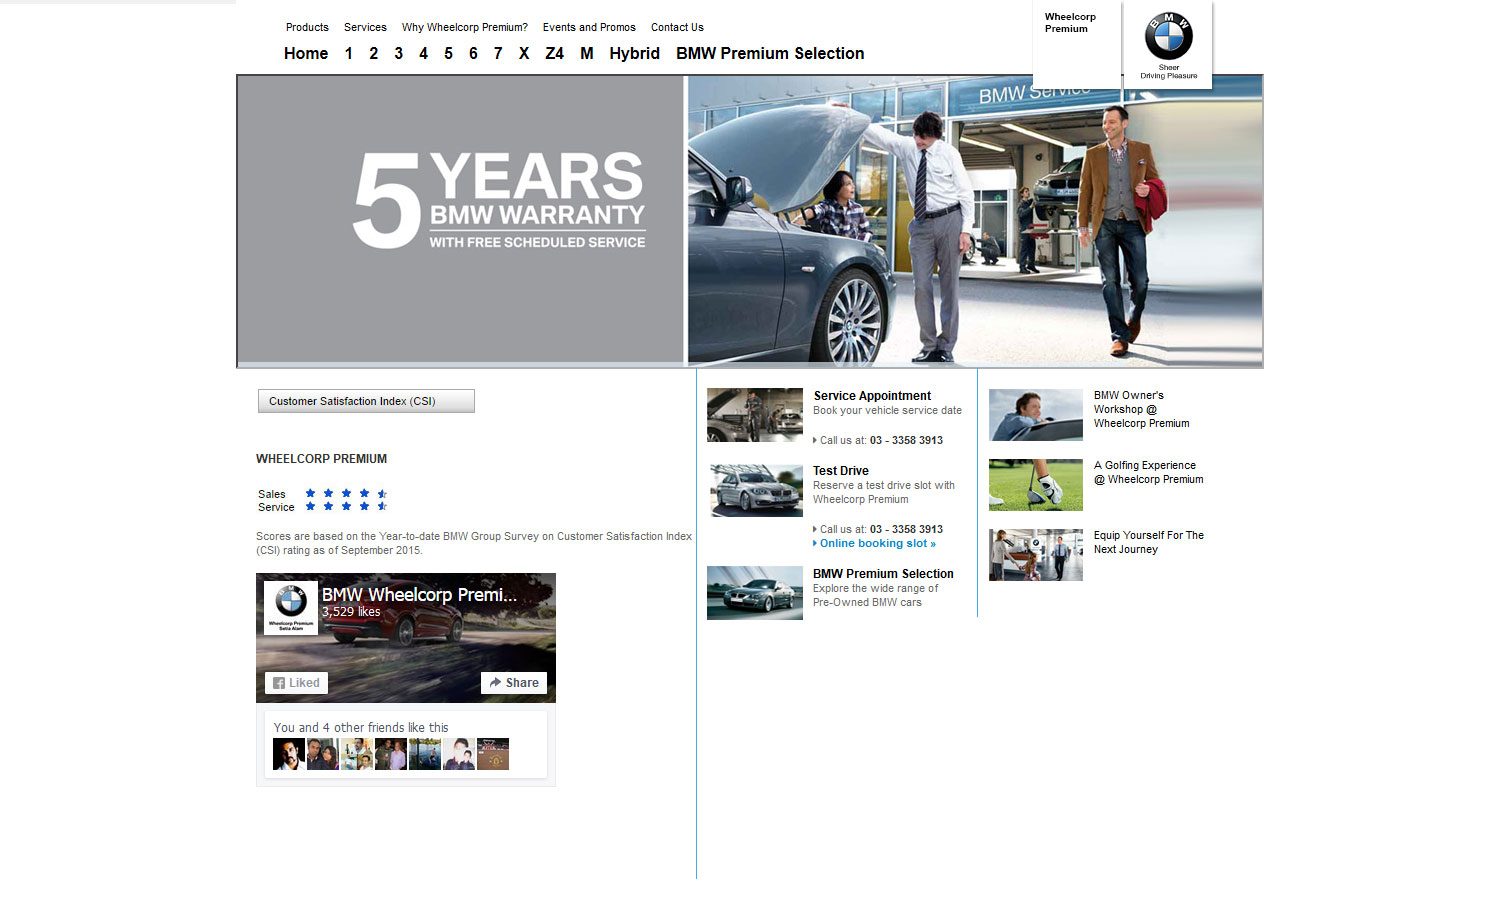 Products Services Why Wheelcorp Premium? Events and Promos Contact Us
Home 1 2 3 4 5 6 7 X Z4 M Hybrid BMW Premium Selection
Wheelcorp
Premium
BMW
Sheer
Driving Pleasure
BMW Service
5 YEARS
BMW WARRANTY
WITH FREE SCHEDULED SERVICE
Customer Satisfaction Index (CSI)
WHEELCORP PREMIUM
Sales
Service
Scores are based on the Year-to-date BMW Group Survey on Customer Satisfaction Index
(CSI) rating as of September 2015.
BMW
Wheelcorp Premium
Setia Alam
BMW Wheelcorp Premi...
3,529 likes
Liked
Share
You and 4 other friends like this
Service Appointment
Book your vehicle service date
Call us at: 03 - 3358 3913
Test Drive
Reserve a test drive slot with
Wheelcorp Premium
Call us at: 03 - 3358 3913
Online booking slot »
BMW Premium Selection
Explore the wide range of
Pre-Owned BMW cars
BMW Owner's
Workshop @
Wheelcorp Premium
A Golfing Experience
@ Wheelcorp Premium
Equip Yourself For The
Next Journey